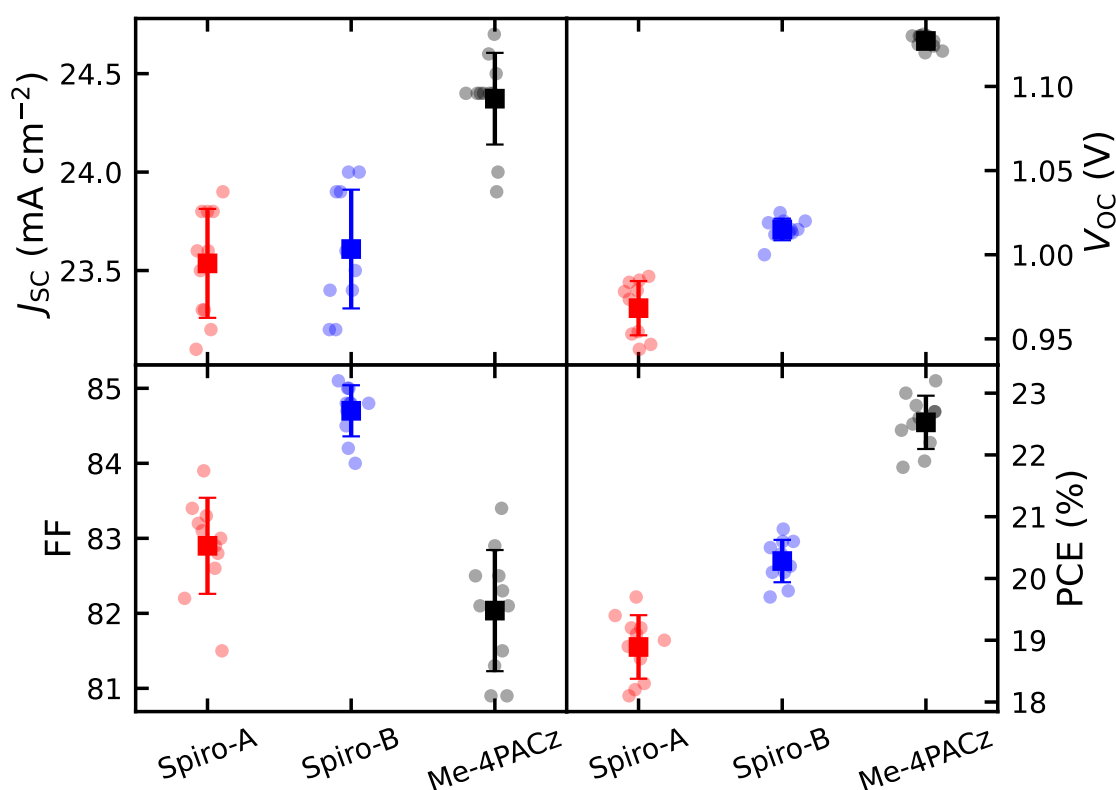 J_SC (mA cm⁻²)
24.5
24.0
23.5
V_OC (V)
1.10
1.05
1.00
0.95
FF
85
84
83
82
81
PCE (%)
23
22
21
20
19
18
Spiro-A
Spiro-B
Me-4PACz
Spiro-A
Spiro-B
Me-4PACz